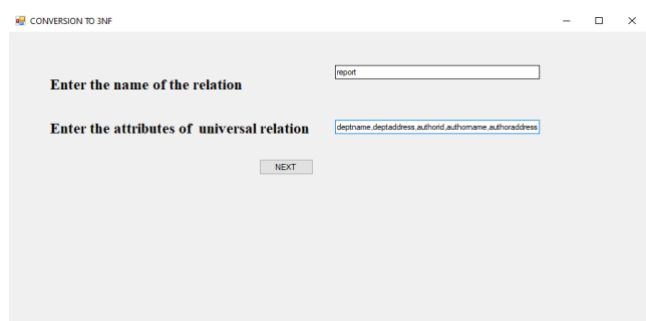 CONVERSION TO 3NF
Enter the name of the relation
report
Enter the attributes of universal relation
deptname,deptaddress,authorid,authorname,authoraddress
NEXT